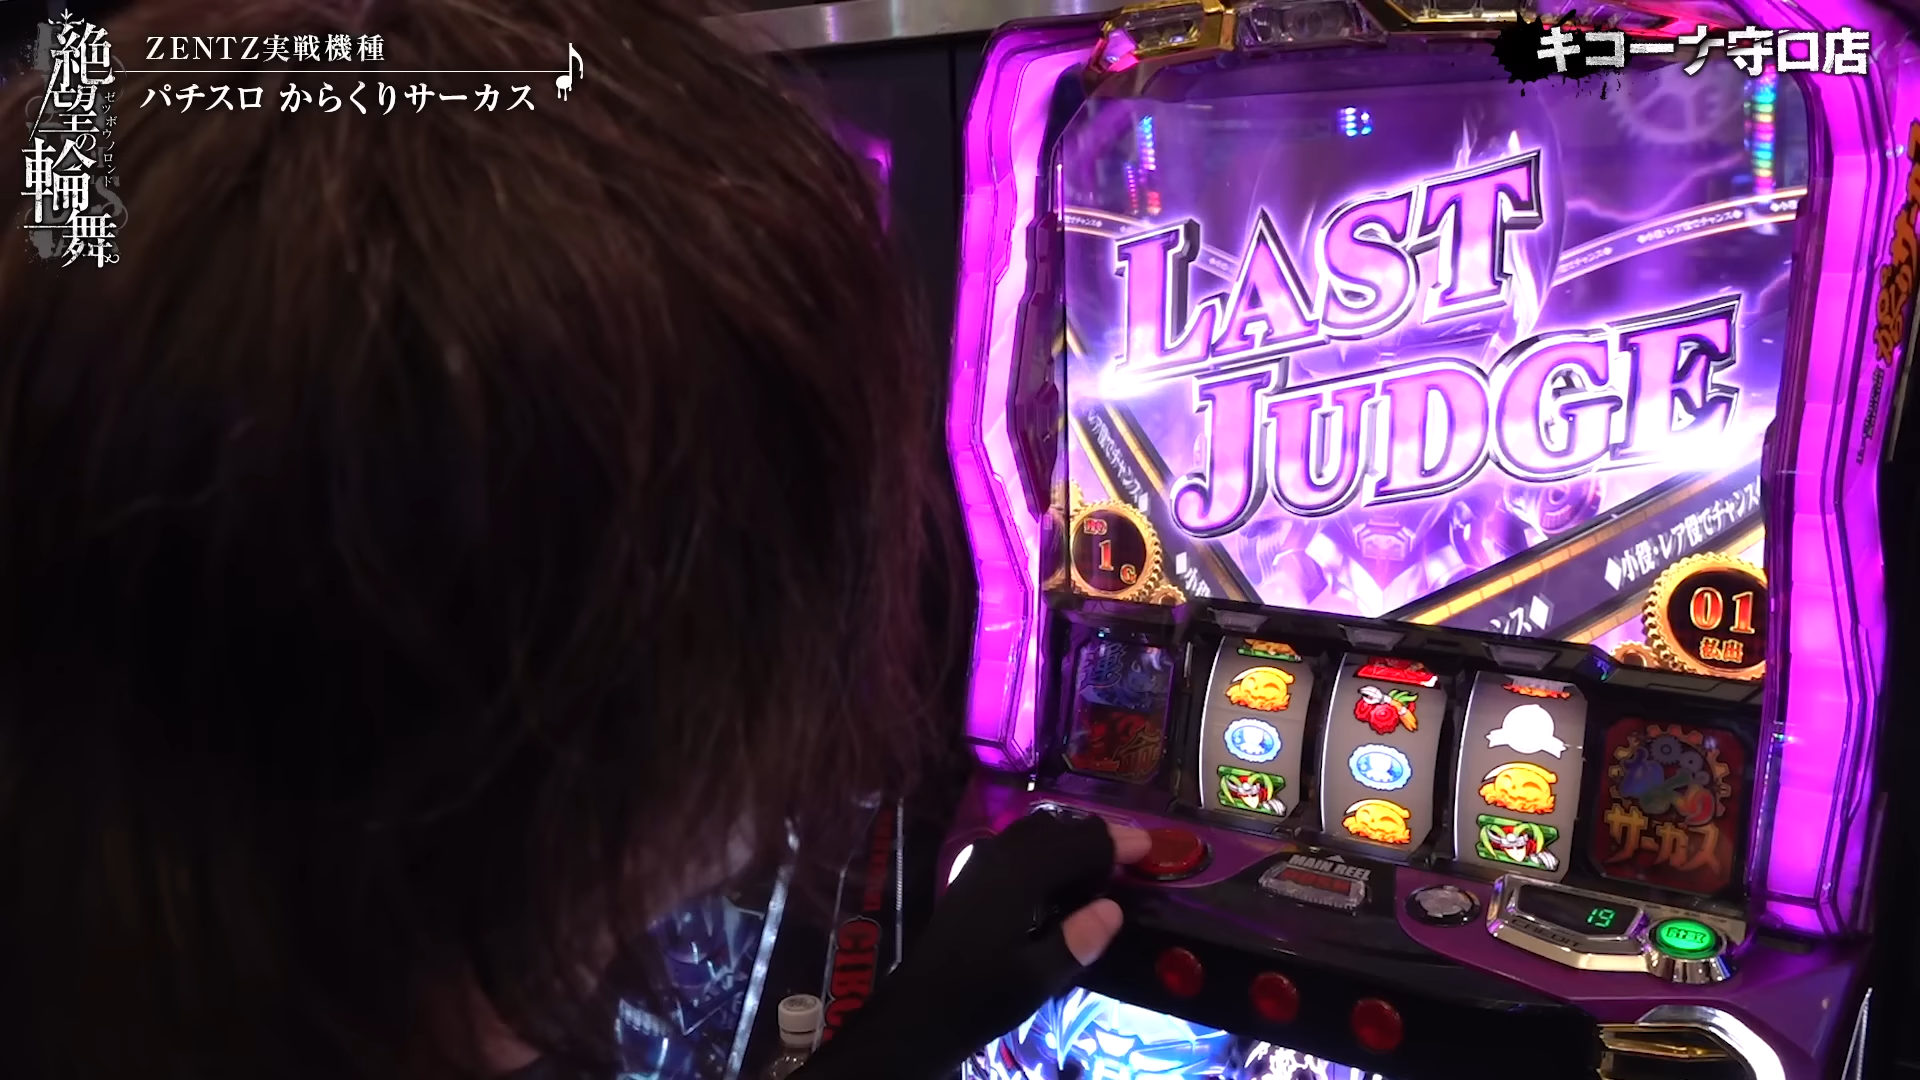 絶望の輪舞
ゼツボウノロンド
ZENTZ実戦機種
パチスロ からくりサーカス
キコーナ守口店
LAST
JUDGE
1G
◆小役・レア役でチャンス
ンス◆
01
払出
サーカス
MAIN REEL
19
CREDIT